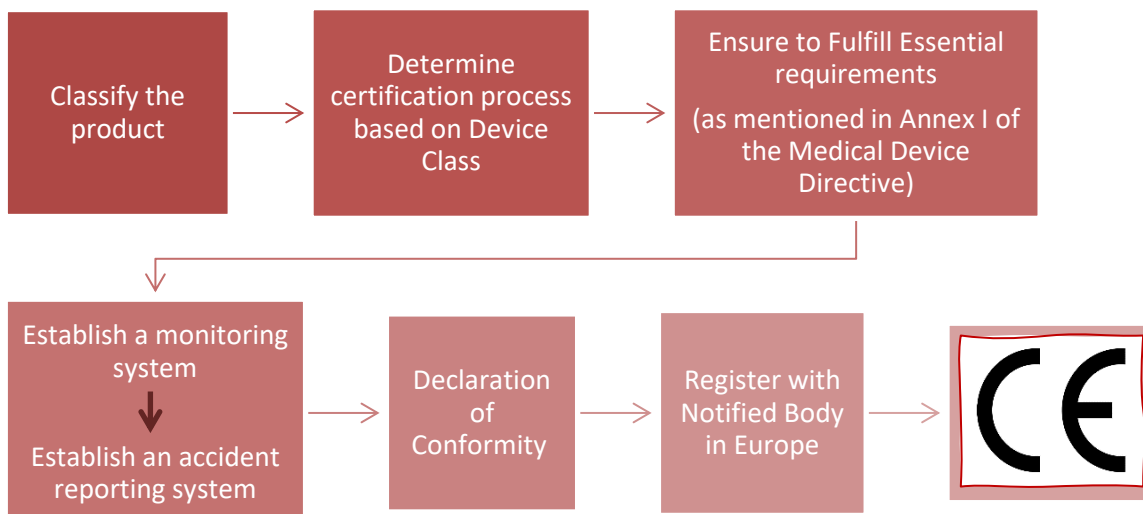 Classify the
product
Determine
certification process
based on Device
Class
Ensure to Fulfill Essential
requirements
(as mentioned in Annex I of
the Medical Device
Directive)
Establish a monitoring
system
Establish an accident
reporting system
Declaration
of
Conformity
Register with
Notified Body
in Europe
CE